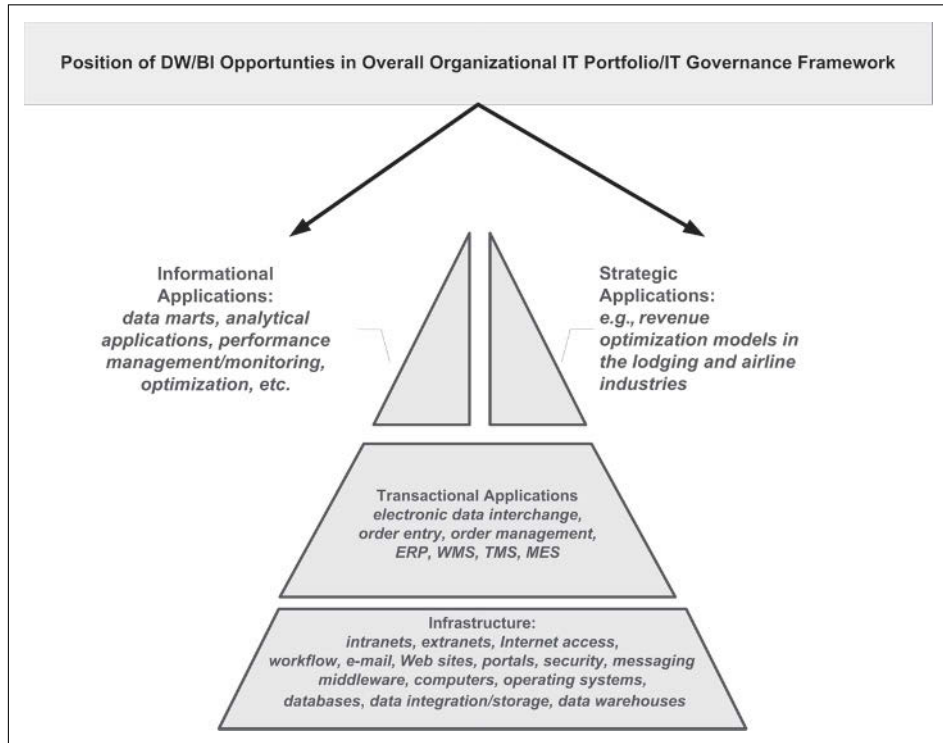 Position of DW/BI Opportunties in Overall Organizational IT Portfolio/IT Governance Framework
Informational
Applications:
data marts, analytical
applications, performance
management/monitoring,
optimization, etc.
Strategic
Applications:
e.g., revenue
optimization models in
the lodging and airline
industries
Transactional Applications
electronic data interchange,
order entry, order management,
ERP, WMS, TMS, MES
Infrastructure:
intranets, extranets, Internet access,
workflow, e-mail, Web sites, portals, security, messaging
middleware, computers, operating systems,
databases, data integration/storage, data warehouses